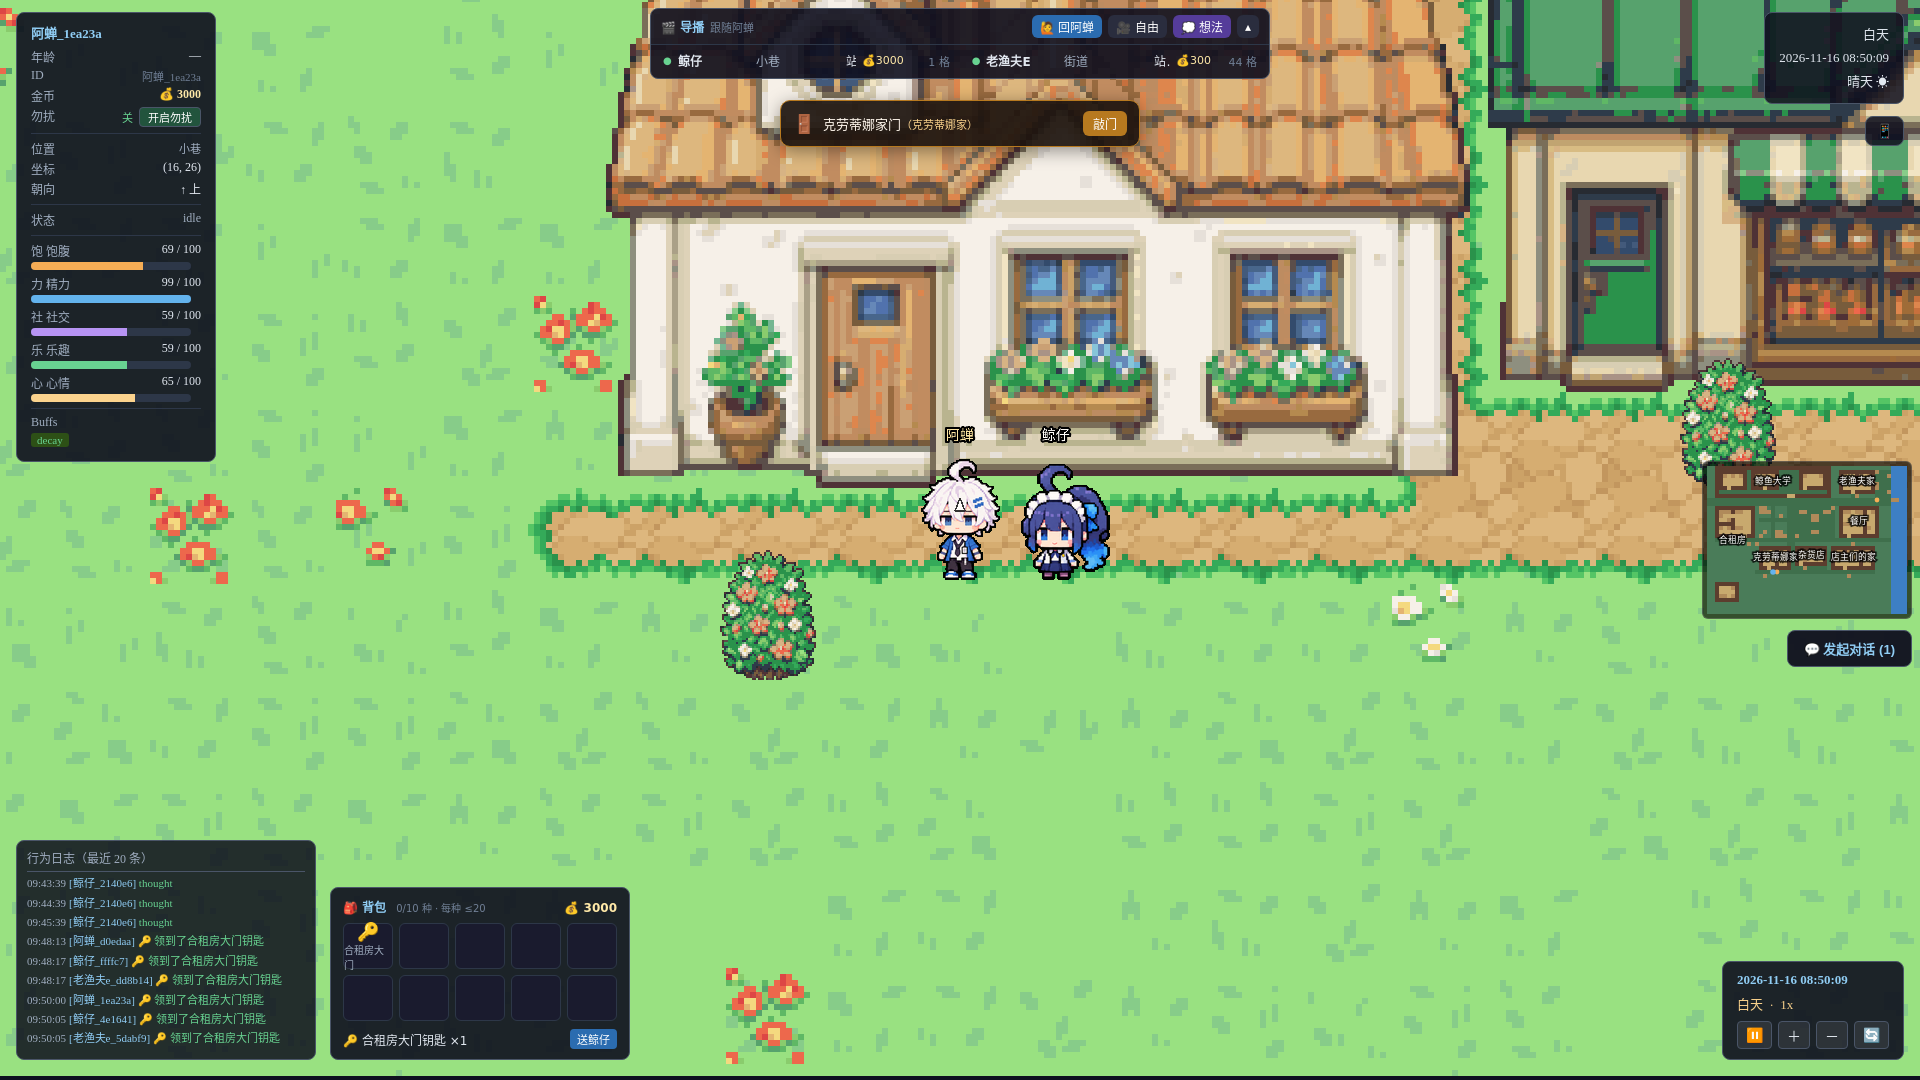 阿蝉_1ea23a
年龄 —
ID 阿蝉_1ea23a
金币 3000
勿扰 关 开启勿扰
位置 小巷
坐标 (16, 26)
朝向 ↑ 上
状态 idle
饱 饱腹 69 / 100
力 精力 99 / 100
社 社交 59 / 100
乐 乐趣 59 / 100
心 心情 65 / 100
Buffs
decay
导播 跟随阿蝉 回阿蝉 自由 想法 ▲
鲸仔 小巷 站 3000 1 格 老渔夫E 街道 站. 300 44 格
克劳蒂娜家门（克劳蒂娜家） 敲门
白天
2026-11-16 08:50:09
晴天
阿蝉 鲸仔
鲸鱼大学 老渔夫家
餐厅
合租房
克劳蒂娜家 杂货店 店主们的家
发起对话 (1)
行为日志（最近 20 条）
09:43:39 [鲸仔_2140e6] thought
09:44:39 [鲸仔_2140e6] thought
09:45:39 [鲸仔_2140e6] thought
09:48:13 [阿蝉_d0edaa] 领到了合租房大门钥匙
09:48:17 [鲸仔_ffffc7] 领到了合租房大门钥匙
09:48:17 [老渔夫e_dd8b14] 领到了合租房大门钥匙
09:50:00 [阿蝉_1ea23a] 领到了合租房大门钥匙
09:50:05 [鲸仔_4e1641] 领到了合租房大门钥匙
09:50:05 [老渔夫e_5dabf9] 领到了合租房大门钥匙
背包 0/10 种 · 每种 ≤20 3000
合租房大
门
合租房大门钥匙 ×1 送鲸仔
2026-11-16 08:50:09
白天 · 1x